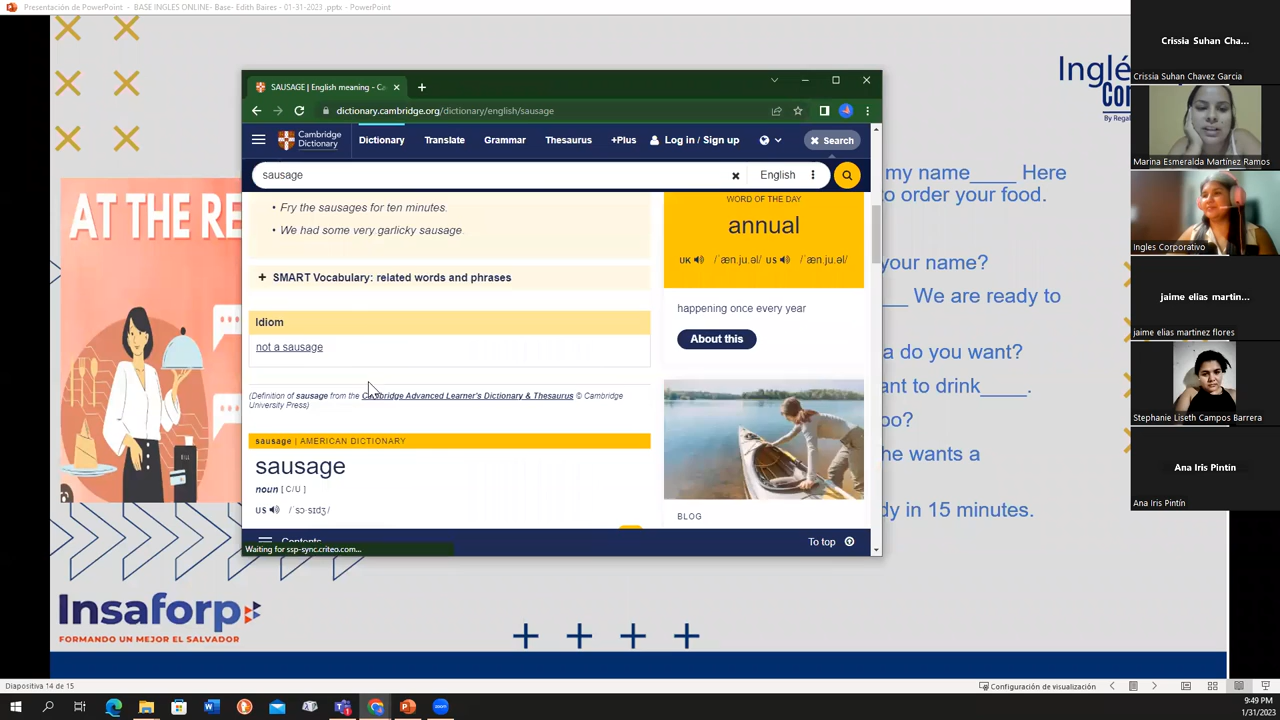 Presentación de PowerPoint - BASE INGLES ONLINE- Base- Edith Baires - 01-31-2023 .pptx - PowerPoint
SAUSAGE | English meaning - Ca
dictionary.cambridge.org/dictionary/english/sausage
Cambridge Dictionary
Dictionary
Translate
Grammar
Thesaurus
+Plus
Log in / Sign up
Search
sausage
English
• Fry the sausages for ten minutes.
• We had some very garlicky sausage.
SMART Vocabulary: related words and phrases
Idiom
not a sausage
(Definition of sausage from the Cambridge Advanced Learner's Dictionary & Thesaurus © Cambridge
University Press)
sausage | AMERICAN DICTIONARY
sausage
noun [ C/U ]
US /ˈsɔ·sɪdʒ/
WORD OF THE DAY
annual
UK /ˈæn.ju.əl/ US /ˈæn.ju.əl/
happening once every year
About this
BLOG
Contents
To top
Waiting for ssp-sync.criteo.com...
AT THE RE
Inglé
Co
By Regal
my name____ Here
to order your food.
your name?
__ We are ready to
a do you want?
ant to drink____.
oo?
he wants a
dy in 15 minutes.
Insaforp
FORMANDO UN MEJOR EL SALVADOR
Crissia Suhan Cha...
Crissia Suhan Chavez Garcia
Marina Esmeralda Martínez Ramos
Ingles Corporativo
jaime elias martin...
jaime elias martinez flores
Stephanie Liseth Campos Barrera
Ana Iris Pintín
Ana Iris Pintín
Diapositiva 14 de 15
Configuración de visualización
9:49 PM
1/31/2023